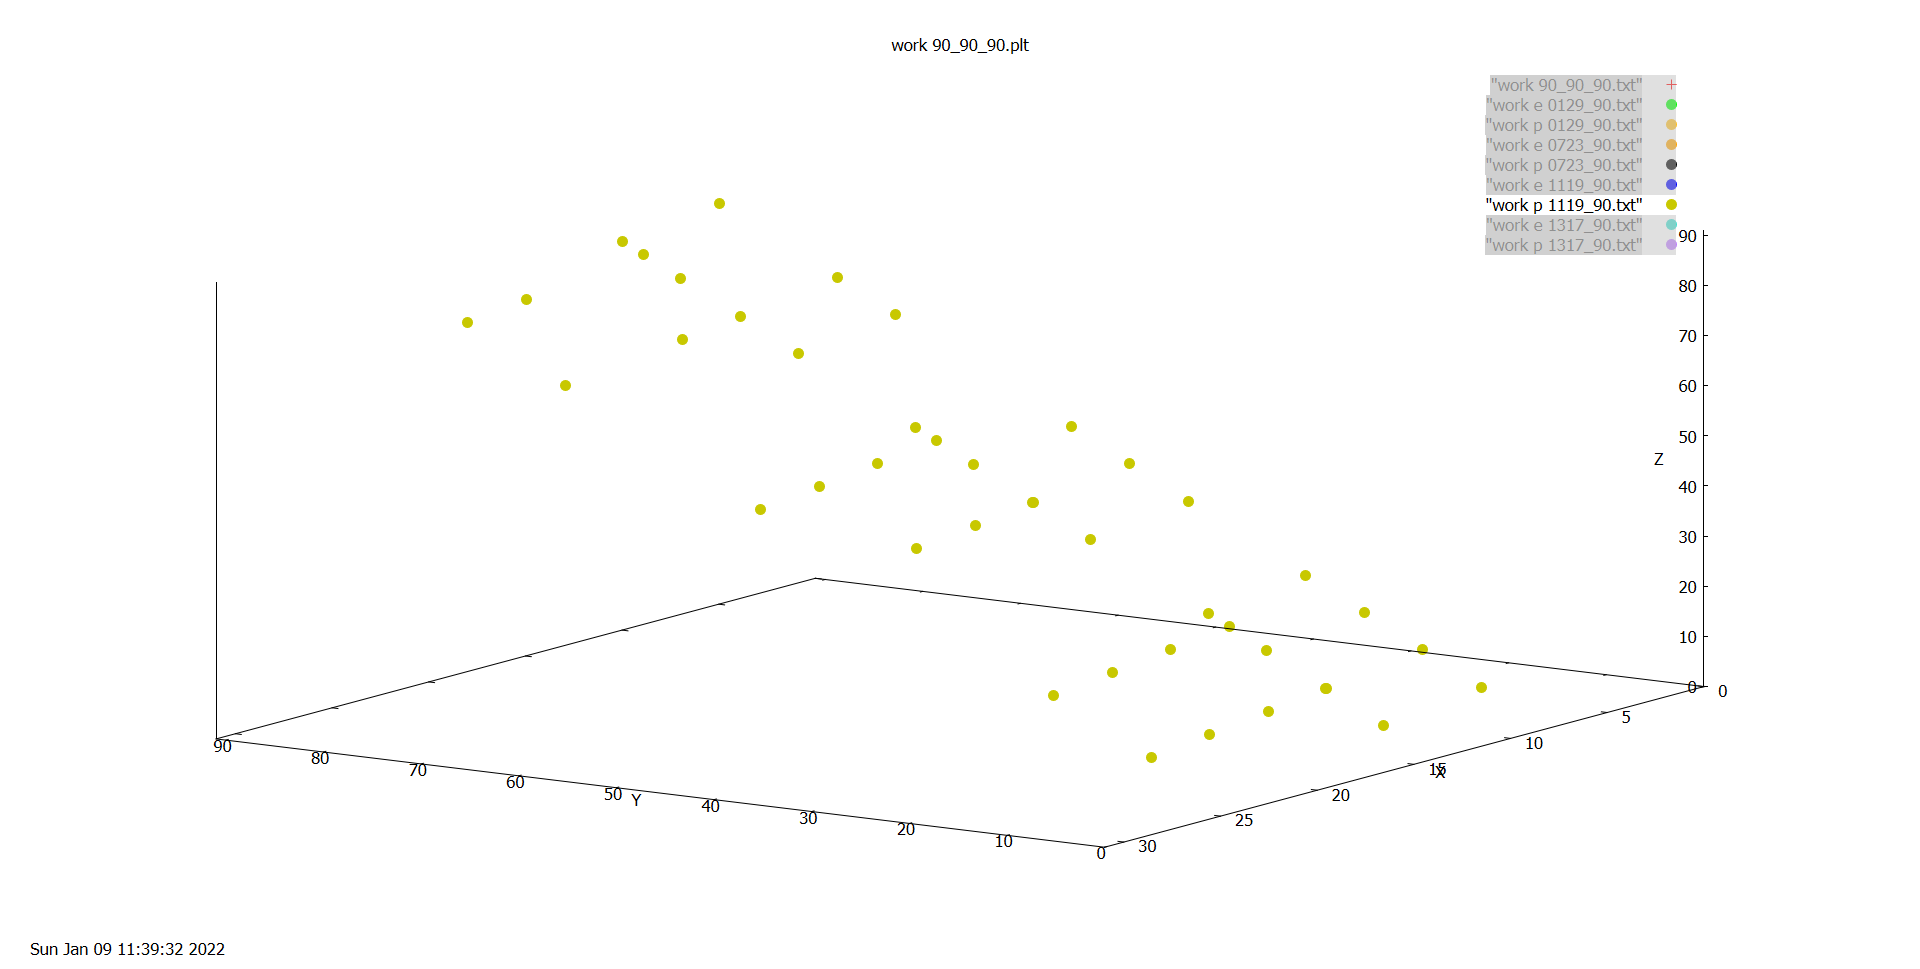 work 90_90_90.plt
"work 90_90_90.txt"
"work e 0129_90.txt"
"work p 0129_90.txt"
"work e 0723_90.txt"
"work p 0723_90.txt"
"work e 1119_90.txt"
"work p 1119_90.txt"
"work e 1317_90.txt"
"work p 1317_90.txt"
90
80
70
60
50
Z
40
30
20
10
0
0
5
10
15
X
20
25
30
90
80
70
60
50
Y
40
30
20
10
0
Sun Jan 09 11:39:32 2022